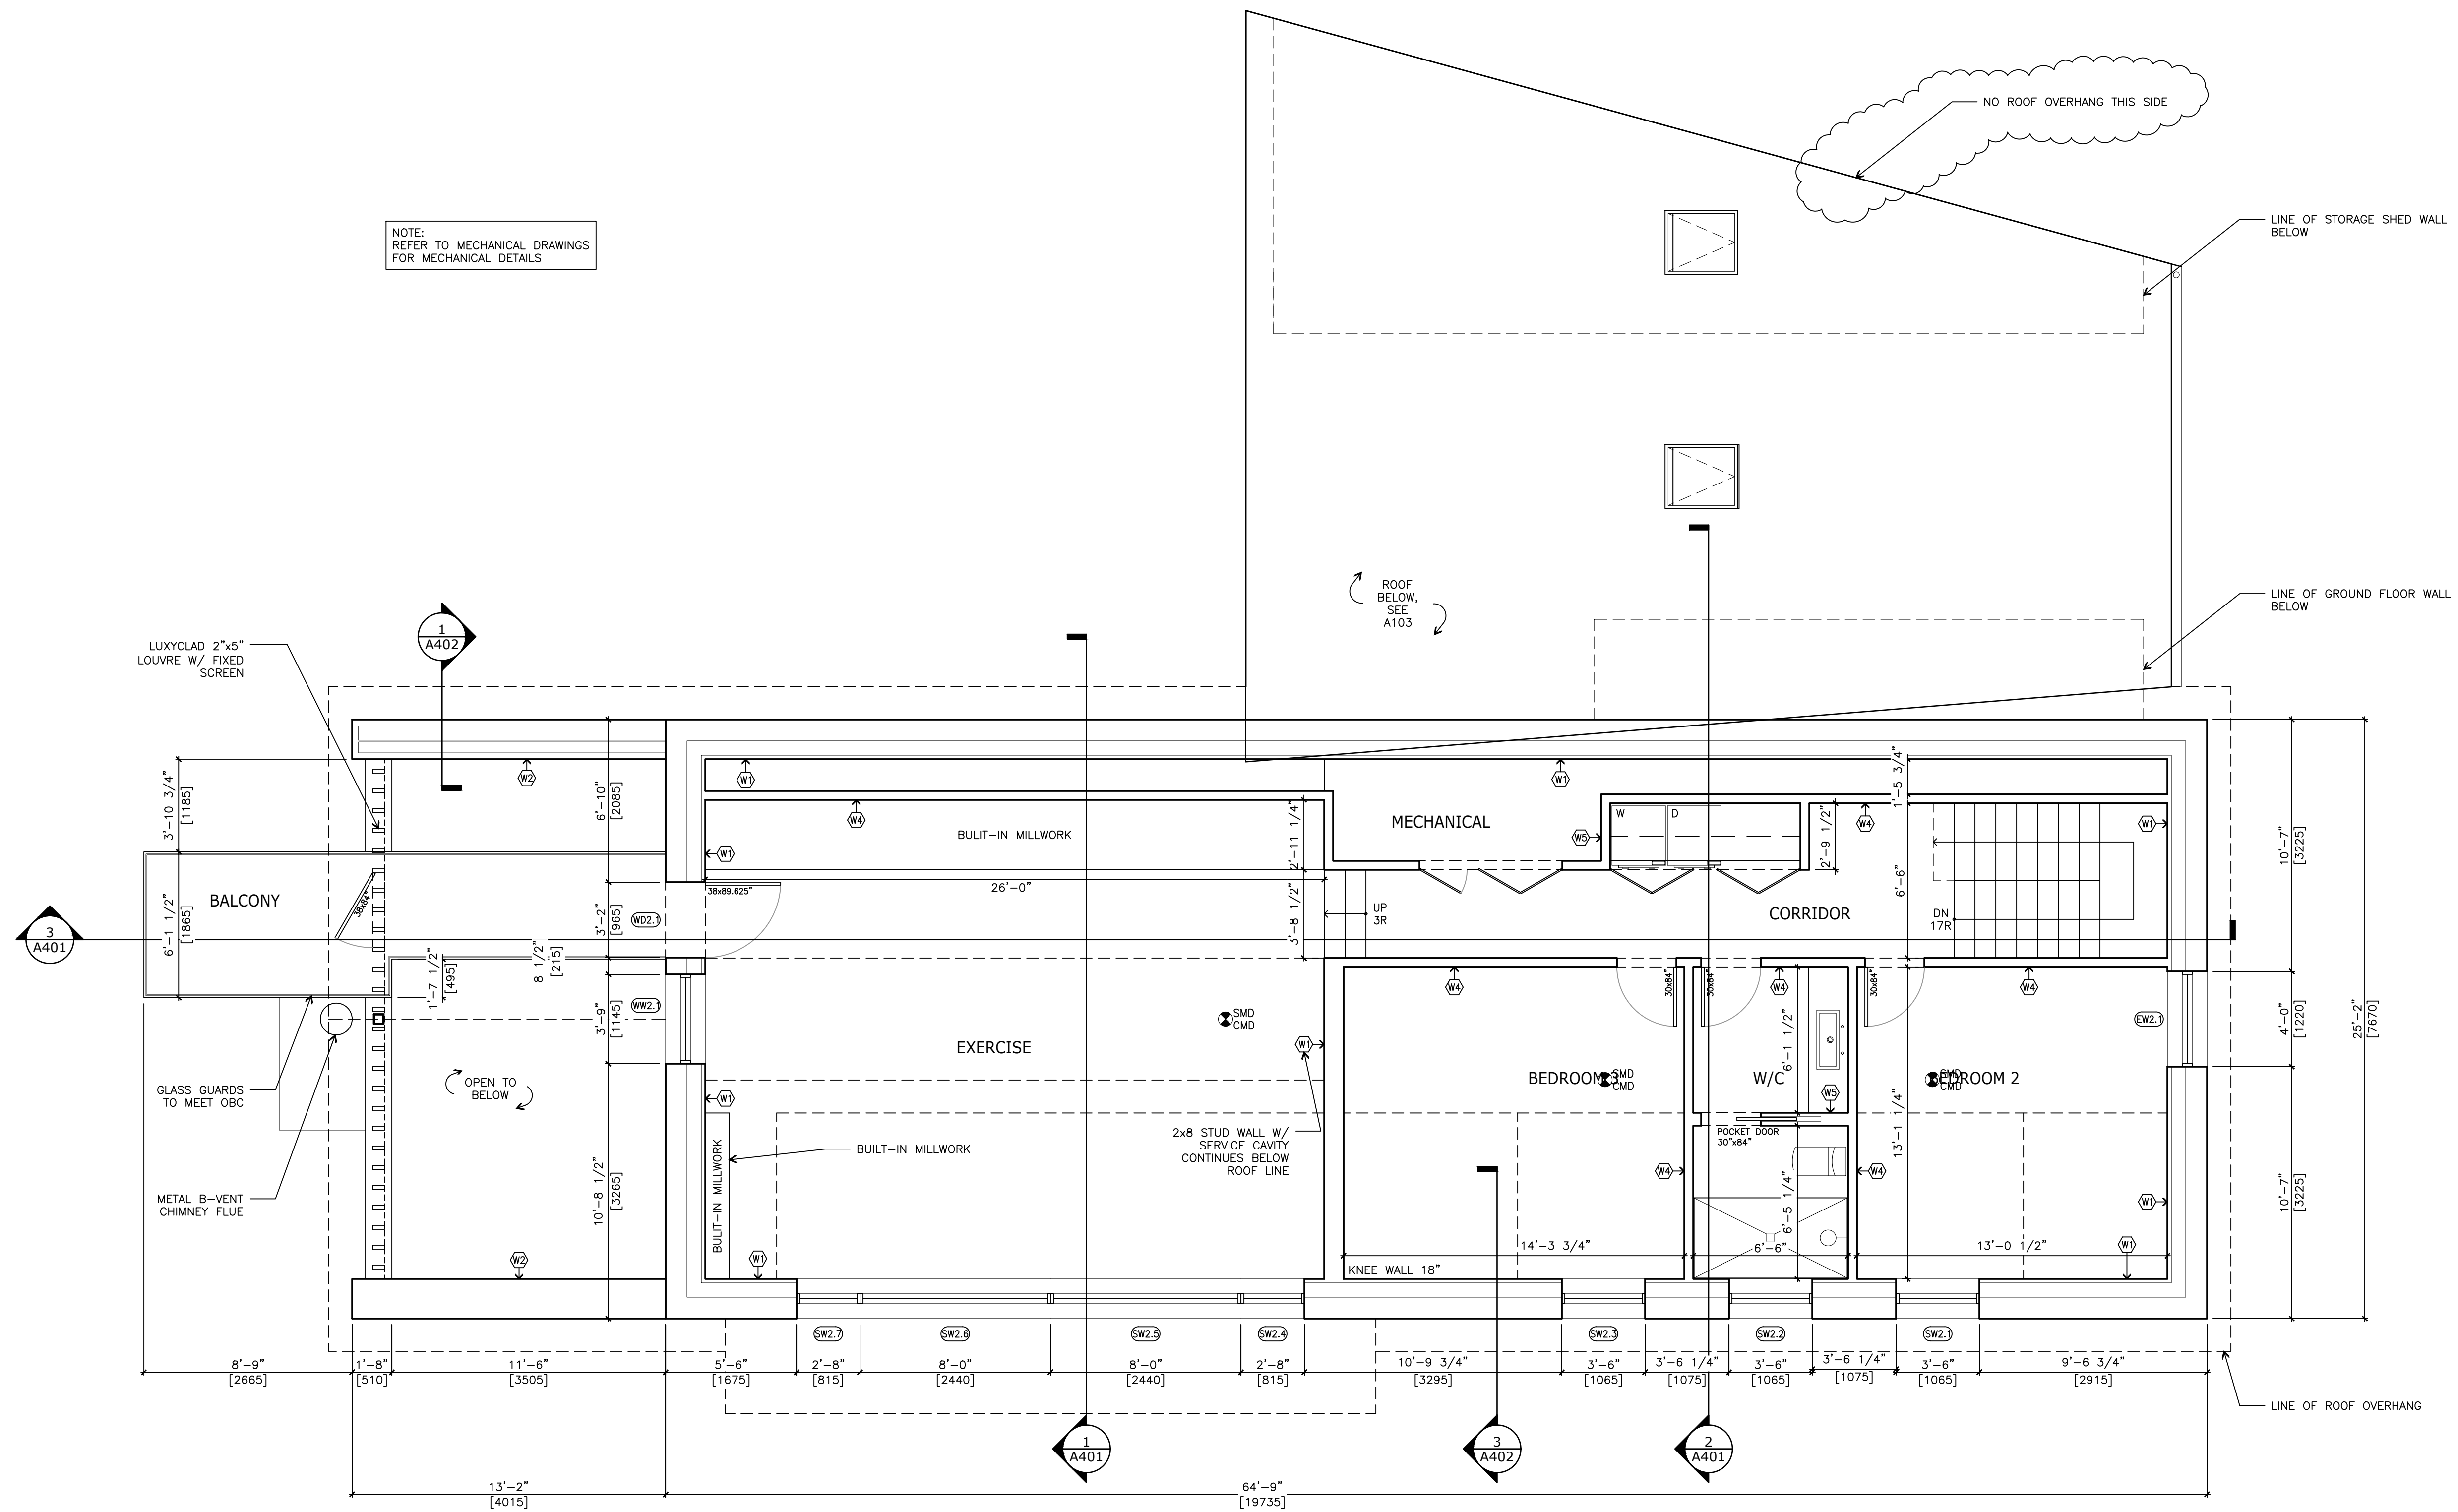 NO ROOF OVERHANG THIS SIDE
LINE OF STORAGE SHED WALL
BELOW
NOTE:
REFER TO MECHANICAL DRAWINGS
FOR MECHANICAL DETAILS
ROOF
BELOW,
SEE
A103
LINE OF GROUND FLOOR WALL
BELOW
1
A402
LUXYCLAD 2"x5"
LOUVRE W/ FIXED
SCREEN
3'-10 3/4"
[1185]
6'-1 1/2"
[1865]
BALCONY
38x84"
3
A401
W2
6'-10"
[2085]
3'-2"
[965]
3'-9"
[1145]
10'-8 1/2"
[3265]
1'-7 1/2"
[495]
8 1/2"
[215]
WD2.1
WW2.1
W1
W1
W4
W1
BULIT-IN MILLWORK
38x89.625"
26'-0"
2'-11 1/4"
3'-8 1/2"
UP
3R
MECHANICAL
W5
W
D
2'-9 1/2"
W4
1'-5 3/4"
6'-6"
CORRIDOR
DN
17R
W1
10'-7"
[3225]
4'-0"
[1220]
10'-7"
[3225]
25'-2"
[7670]
EW2.1
GLASS GUARDS
TO MEET OBC
METAL B-VENT
CHIMNEY FLUE
OPEN TO
BELOW
W2
W1
BULIT-IN MILLWORK
BUILT-IN MILLWORK
W1
EXERCISE
SMD
CMD
W1
2x8 STUD WALL W/
SERVICE CAVITY
CONTINUES BELOW
ROOF LINE
W4
30x84"
30x84"
W4
30x84"
W4
BEDROOM 3
SMD
CMD
6'-1 1/2"
W/C
W5
BEDROOM 2
SMD
CMD
POCKET DOOR
30"x84"
13'-1 1/4"
W4
W4
6'-5 1/4"
W1
W1
14'-3 3/4"
6'-6"
13'-0 1/2"
KNEE WALL 18"
SW2.7
SW2.6
SW2.5
SW2.4
SW2.3
SW2.2
SW2.1
8'-9"
[2665]
1'-8"
[510]
11'-6"
[3505]
5'-6"
[1675]
2'-8"
[815]
8'-0"
[2440]
8'-0"
[2440]
2'-8"
[815]
10'-9 3/4"
[3295]
3'-6"
[1065]
3'-6 1/4"
[1075]
3'-6"
[1065]
3'-6 1/4"
[1075]
3'-6"
[1065]
9'-6 3/4"
[2915]
LINE OF ROOF OVERHANG
1
A401
3
A402
2
A401
13'-2"
[4015]
64'-9"
[19735]